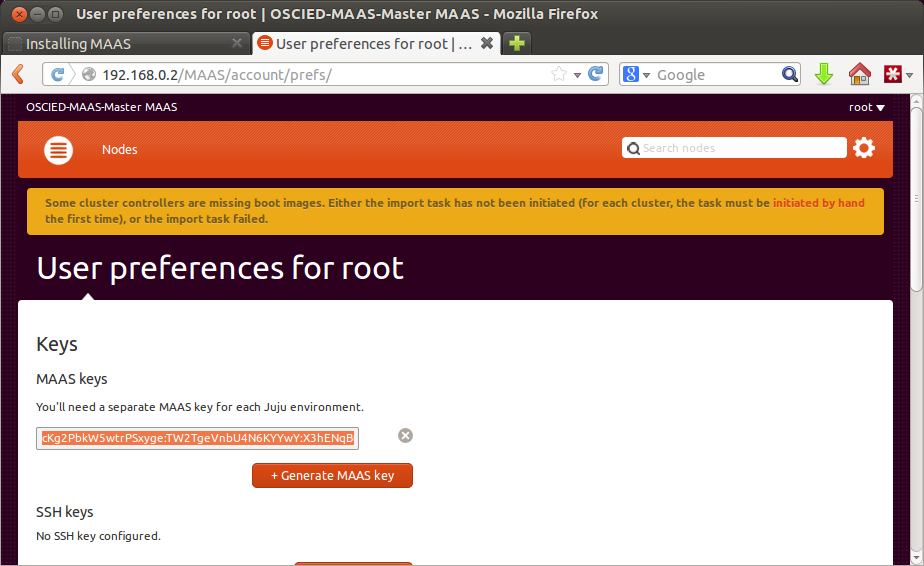 User preferences for root | OSCIED-MAAS-Master MAAS - Mozilla Firefox
Installing MAAS
User preferences for root | ...
192.168.0.2/MAAS/account/prefs/
Google
OSCIED-MAAS-Master MAAS
root
Nodes
Search nodes
Some cluster controllers are missing boot images. Either the import task has not been initiated (for each cluster, the task must be initiated by hand
the first time), or the import task failed.
User preferences for root
Keys
MAAS keys
You'll need a separate MAAS key for each Juju environment.
cKg2PbkW5wtrPSxyge:TW2TgeVnbU4N6KYYwY:X3hENqB
+ Generate MAAS key
SSH keys
No SSH key configured.